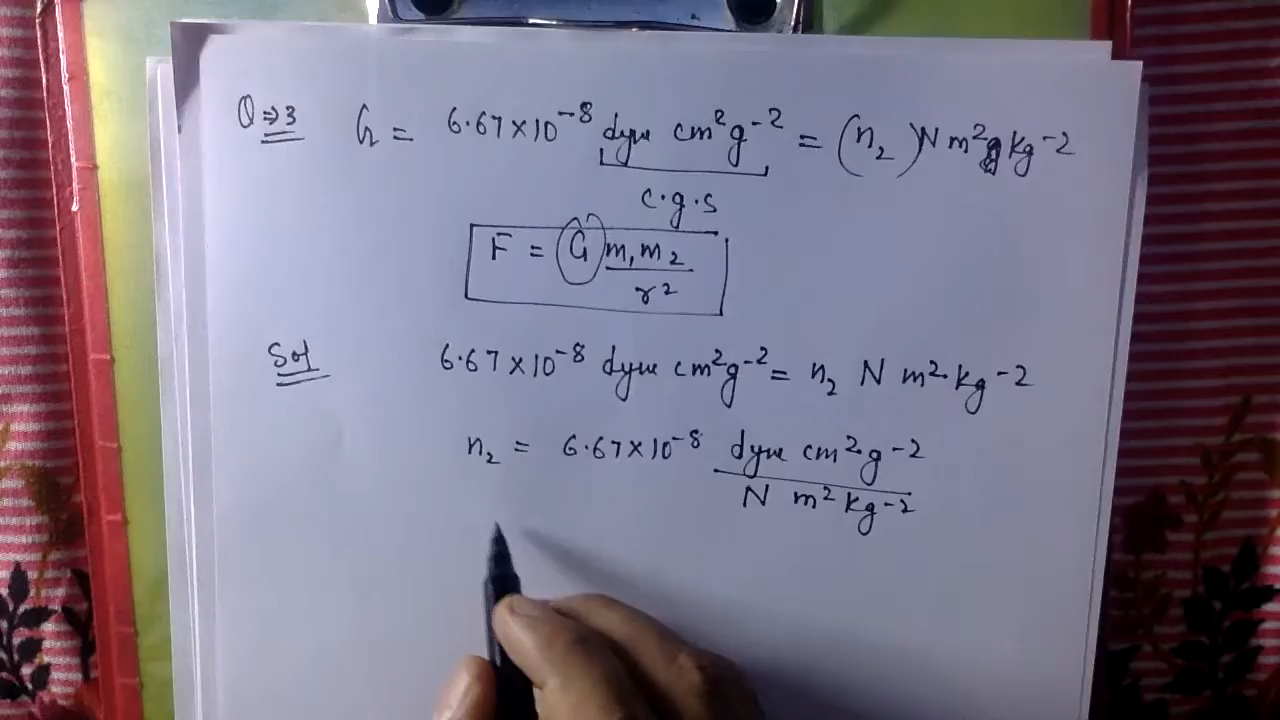 Q⇒3 G = 6.67×10⁻⁸ dyne cm²g⁻² = (n₂) N m² kg⁻²
c.g.s
F = G m₁m₂
r²
Sol 6.67×10⁻⁸ dyne cm²g⁻² = n₂ N m².kg⁻²
n₂ = 6.67×10⁻⁸ dyne cm²g⁻²
N m² kg⁻²